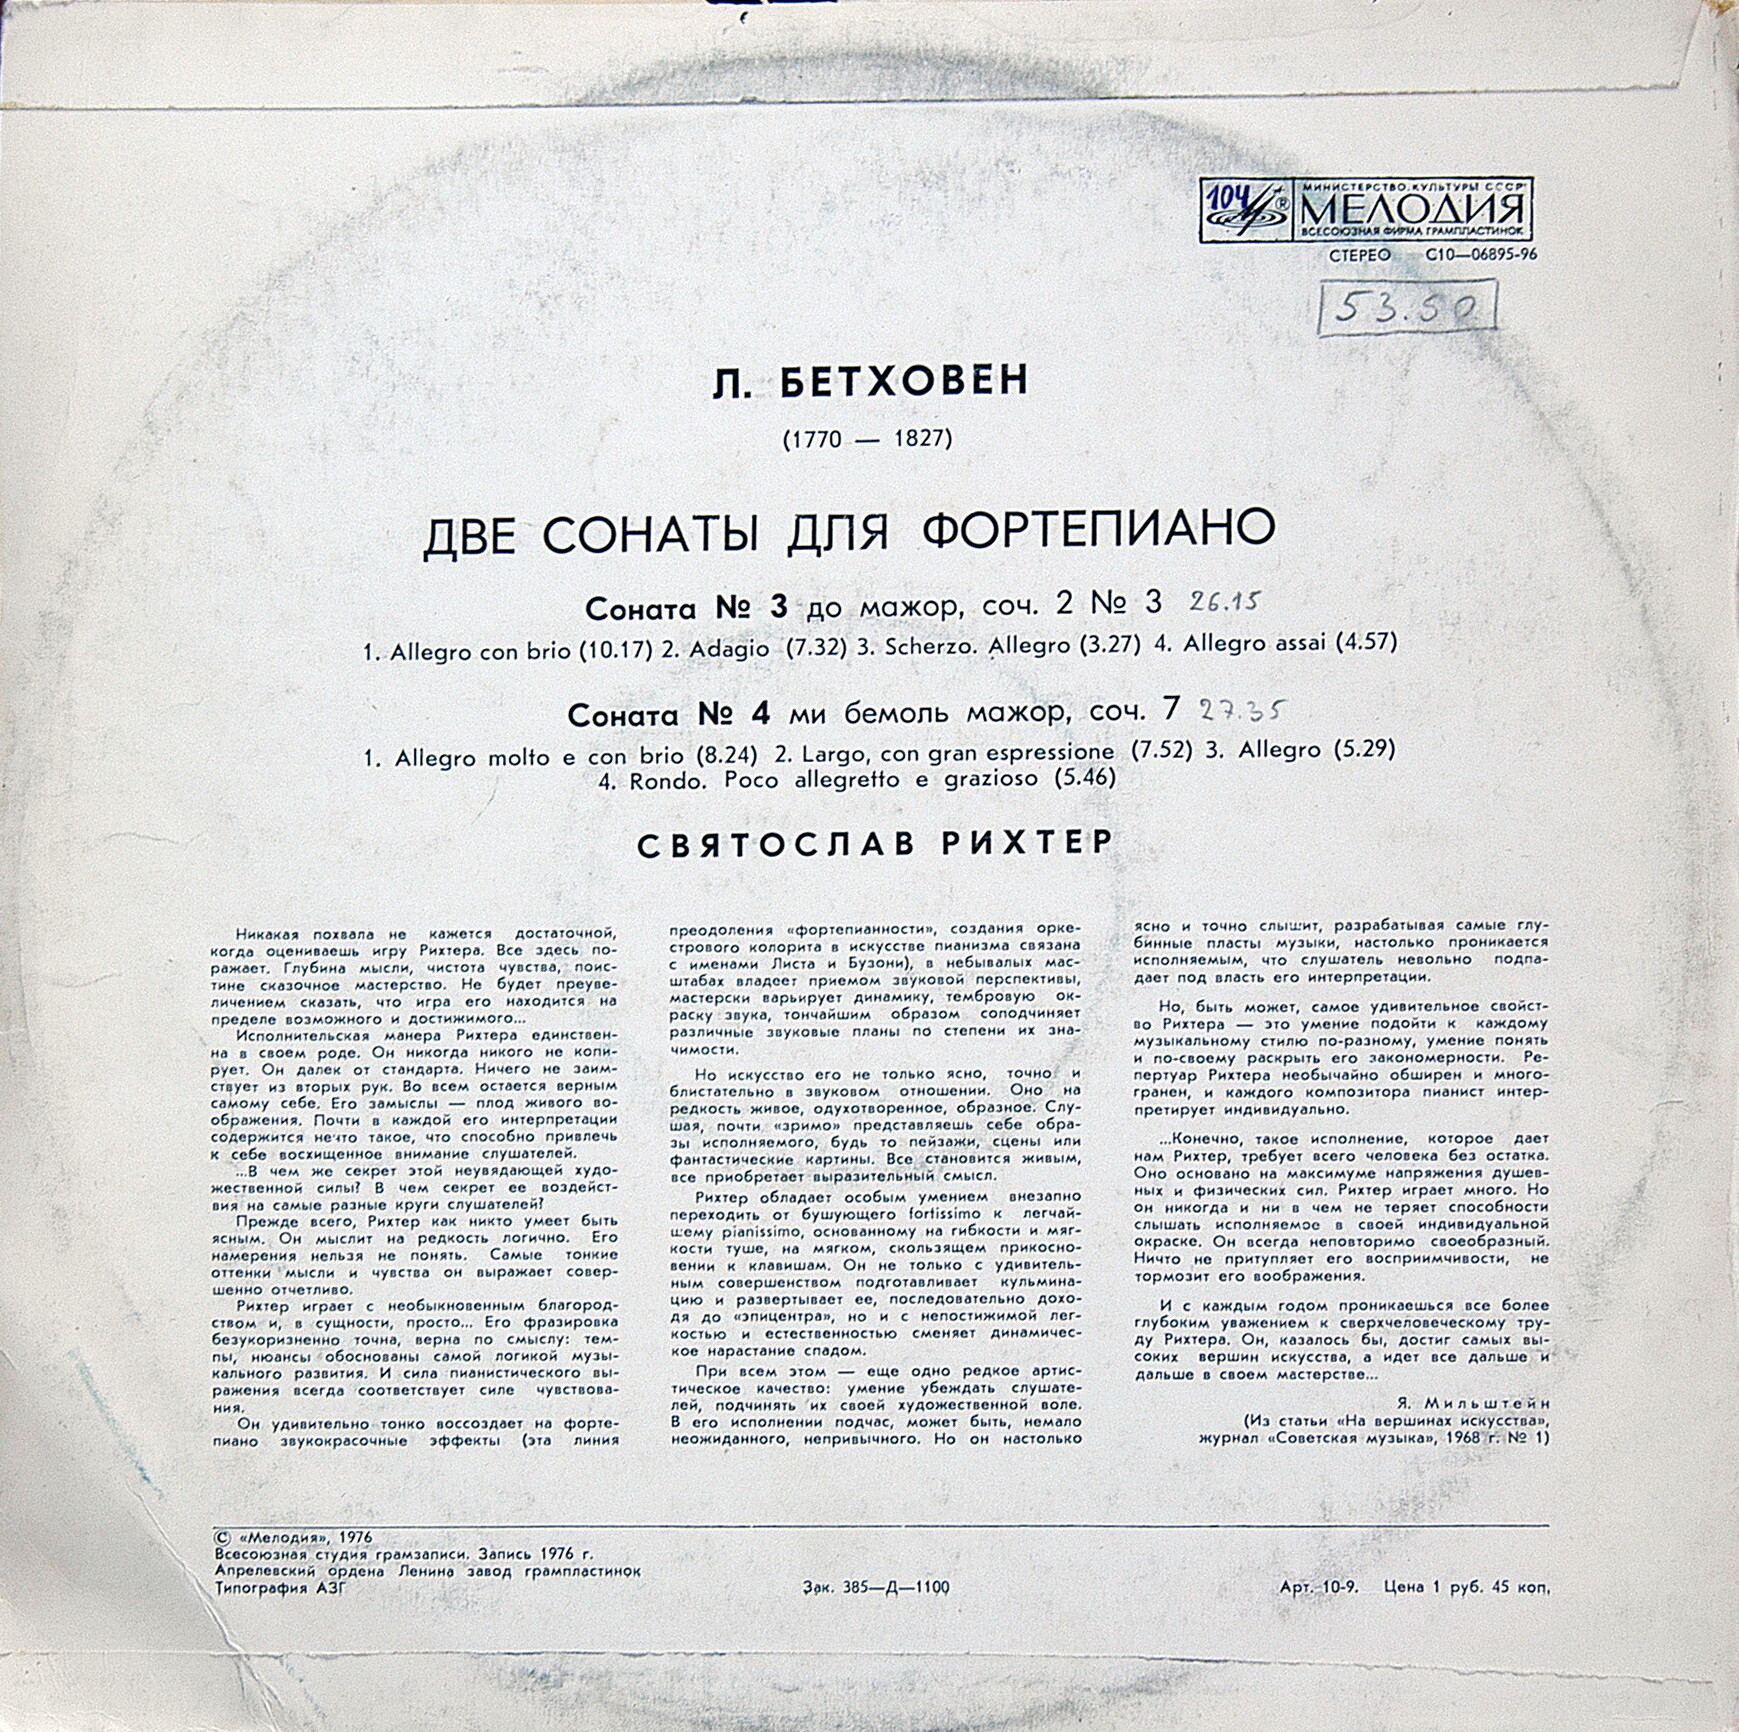 104
МИНИСТЕРСТВО КУЛЬТУРЫ СССР
МЕЛОДИЯ
ВСЕСОЮЗНАЯ ФИРМА ГРАМПЛАСТИНОК
СТЕРЕО С10—06895-96
53.50
Л. БЕТХОВЕН
(1770 — 1827)
ДВЕ СОНАТЫ ДЛЯ ФОРТЕПИАНО
Соната № 3 до мажор, соч. 2 № 3 26.15
1. Allegro con brio (10.17) 2. Adagio (7.32) 3. Scherzo. Allegro (3.27) 4. Allegro assai (4.57)
Соната № 4 ми бемоль мажор, соч. 7 27.35
1. Allegro molto e con brio (8.24) 2. Largo, con gran espressione (7.52) 3. Allegro (5.29)
4. Rondo. Poco allegretto e grazioso (5.46)
СВЯТОСЛАВ РИХТЕР
Никакая похвала не кажется достаточной,
когда оцениваешь игру Рихтера. Все здесь по-
ражает. Глубина мысли, чистота чувства, поис-
тине сказочное мастерство. Не будет преуве-
личением сказать, что игра его находится на
пределе возможного и достижимого...
Исполнительская манера Рихтера единствен-
на в своем роде. Он никогда никого не копи-
рует. Он далек от стандарта. Ничего не заим-
ствует из вторых рук. Во всем остается верным
самому себе. Его замыслы — плод живого во-
ображения. Почти в каждой его интерпретации
содержится нечто такое, что способно привлечь
к себе восхищенное внимание слушателей.
...В чем же секрет этой неувядающей худо-
жественной силы? В чем секрет ее воздейст-
вия на самые разные круги слушателей?
Прежде всего, Рихтер как никто умеет быть
ясным. Он мыслит на редкость логично. Его
намерения нельзя не понять. Самые тонкие
оттенки мысли и чувства он выражает совер-
шенно отчетливо.
Рихтер играет с необыкновенным благород-
ством и, в сущности, просто... Его фразировка
безукоризненно точна, верна по смыслу: тем-
пы, нюансы обоснованы самой логикой музы-
кального развития. И сила пианистического вы-
ражения всегда соответствует силе чувствова-
ния.
Он удивительно тонко воссоздает на форте-
пиано звукокрасочные эффекты (эта линия
преодоления «фортепианности», создания орке-
стрового колорита в искусстве пианизма связана
с именами Листа и Бузони), в небывалых мас-
штабах владеет приемом звуковой перспективы,
мастерски варьирует динамику, тембровую ок-
раску звука, тончайшим образом соподчиняет
различные звуковые планы по степени их зна-
чимости.
Но искусство его не только ясно, точно и
блистательно в звуковом отношении. Оно на
редкость живое, одухотворенное, образное. Слу-
шая, почти «зримо» представляешь себе обра-
зы исполняемого, будь то пейзажи, сцены или
фантастические картины. Все становится живым,
все приобретает выразительный смысл.
Рихтер обладает особым умением внезапно
переходить от бушующего fortissimo к легчай-
шему pianissimo, основанному на гибкости и мяг-
кости туше, на мягком, скользящем прикосно-
вении к клавишам. Он не только с удивитель-
ным совершенством подготавливает кульмина-
цию и развертывает ее, последовательно дохо-
дя до «эпицентра», но и с непостижимой лег-
костью и естественностью сменяет динамичес-
кое нарастание спадом.
При всем этом — еще одно редкое артис-
тическое качество: умение убеждать слушате-
лей, подчинять их своей художественной воле.
В его исполнении подчас, может быть, немало
неожиданного, непривычного. Но он настолько
ясно и точно слышит, разрабатывая самые глу-
бинные пласты музыки, настолько проникается
исполняемым, что слушатель невольно подпа-
дает под власть его интерпретации.
Но, быть может, самое удивительное свойст-
во Рихтера — это умение подойти к каждому
музыкальному стилю по-разному, умение понять
и по-своему раскрыть его закономерности. Ре-
пертуар Рихтера необычайно обширен и много-
гранен, и каждого композитора пианист интер-
претирует индивидуально.
...Конечно, такое исполнение, которое дает
нам Рихтер, требует всего человека без остатка.
Оно основано на максимуме напряжения душев-
ных и физических сил. Рихтер играет много. Но
он никогда и ни в чем не теряет способности
слышать исполняемое в своей индивидуальной
окраске. Он всегда неповторимо своеобразный.
Ничто не притупляет его восприимчивости, не
тормозит его воображения.
И с каждым годом проникаешься все более
глубоким уважением к сверхчеловеческому тру-
ду Рихтера. Он, казалось бы, достиг самых вы-
соких вершин искусства, а идет все дальше и
дальше в своем мастерстве...
Я. Мильштейн
(Из статьи «На вершинах искусства»,
журнал «Советская музыка», 1968 г. № 1)
© «Мелодия», 1976
Всесоюзная студия грамзаписи. Запись 1976 г.
Апрелевский ордена Ленина завод грампластинок
Типография АЗГ Зак. 385—Д—1100 Арт. 10-9. Цена 1 руб. 45 коп,